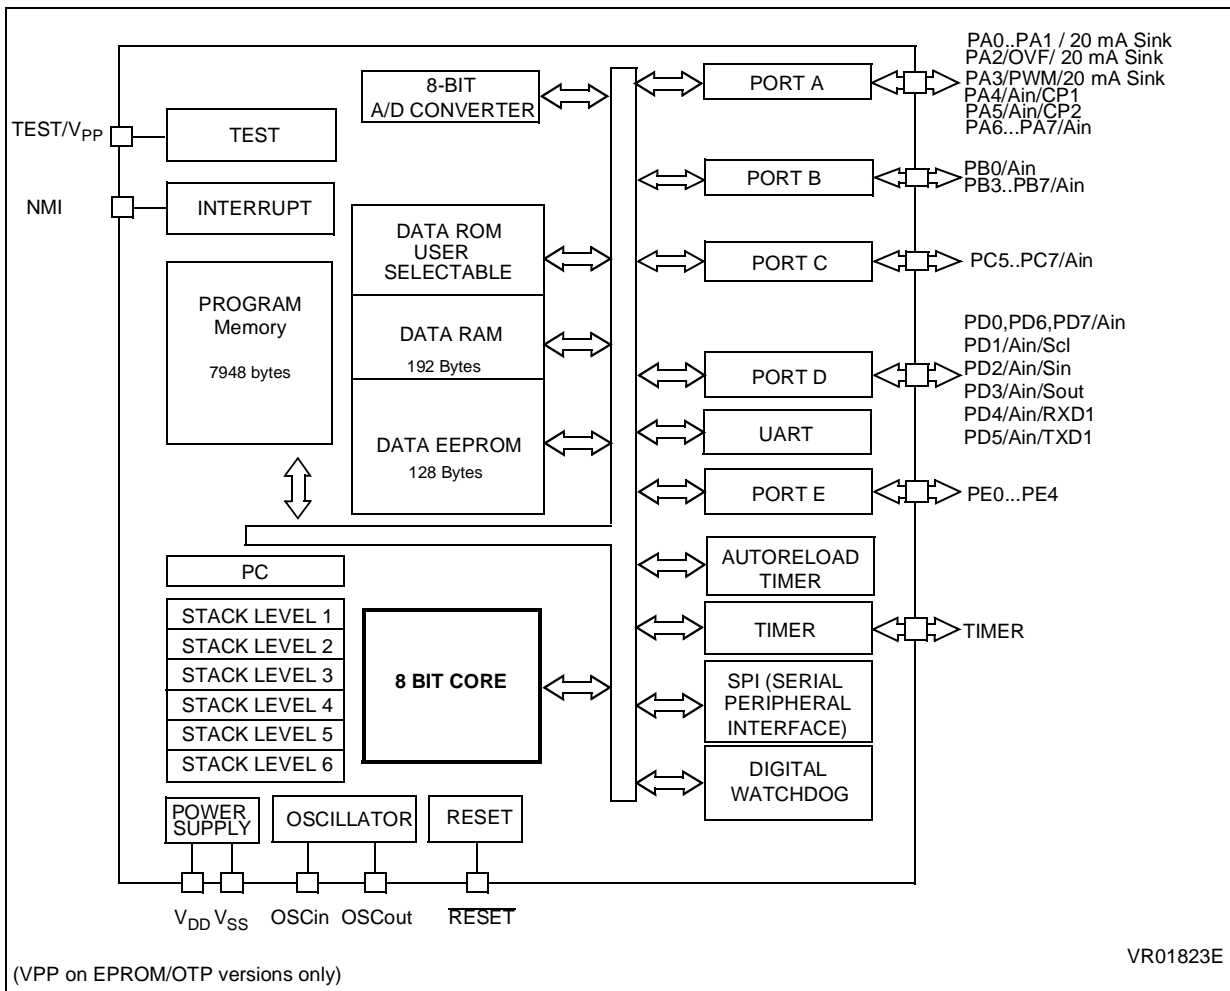 8-BIT
A/D CONVERTER
TEST/VPP
TEST
NMI
INTERRUPT
PROGRAM
Memory
7948 bytes
DATA ROM
USER
SELECTABLE
DATA RAM
192 Bytes
DATA EEPROM
128 Bytes
PC
STACK LEVEL 1
STACK LEVEL 2
STACK LEVEL 3
STACK LEVEL 4
STACK LEVEL 5
STACK LEVEL 6
8 BIT CORE
POWER
SUPPLY
OSCILLATOR
RESET
VDD VSS
OSCin OSCout
RESET
PORT A
PA0..PA1 / 20 mA Sink
PA2/OVF/ 20 mA Sink
PA3/PWM/20 mA Sink
PA4/Ain/CP1
PA5/Ain/CP2
PA6...PA7/Ain
PORT B
PB0/Ain
PB3..PB7/Ain
PORT C
PC5..PC7/Ain
PORT D
PD0,PD6,PD7/Ain
PD1/Ain/Scl
PD2/Ain/Sin
PD3/Ain/Sout
PD4/Ain/RXD1
PD5/Ain/TXD1
UART
PORT E
PE0...PE4
AUTORELOAD
TIMER
TIMER
TIMER
SPI (SERIAL
PERIPHERAL
INTERFACE)
DIGITAL
WATCHDOG
(VPP on EPROM/OTP versions only)
VR01823E